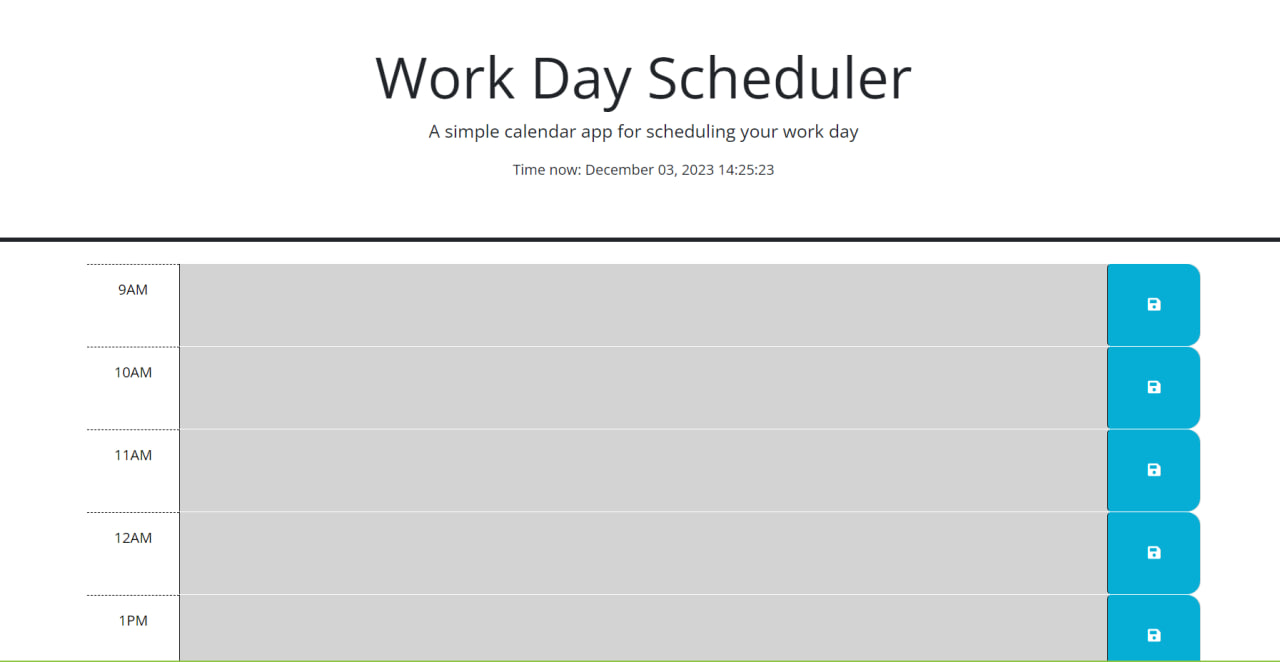 Work Day Scheduler
A simple calendar app for scheduling your work day
Time now: December 03, 2023 14:25:23
9AM
10AM
11AM
12AM
1PM